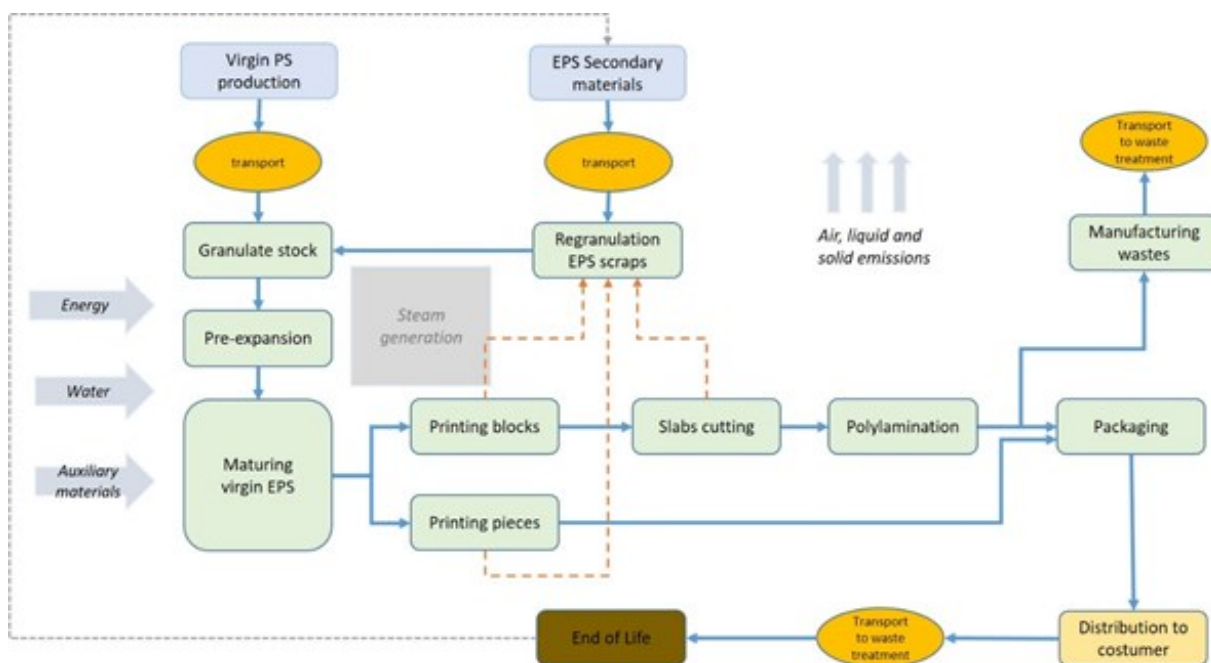 Virgin PS
production
EPS Secondary
materials
transport
transport
Transport
to waste
treatment
Granulate stock
Regranulation
EPS scraps
Air, liquid and
solid emissions
Manufacturing
wastes
Energy
Steam
generation
Pre-expansion
Water
Printing blocks
Slabs cutting
Polylamination
Packaging
Auxiliary
materials
Maturing
virgin EPS
Printing pieces
End of Life
Transport
to waste
treatment
Distribution to
costumer